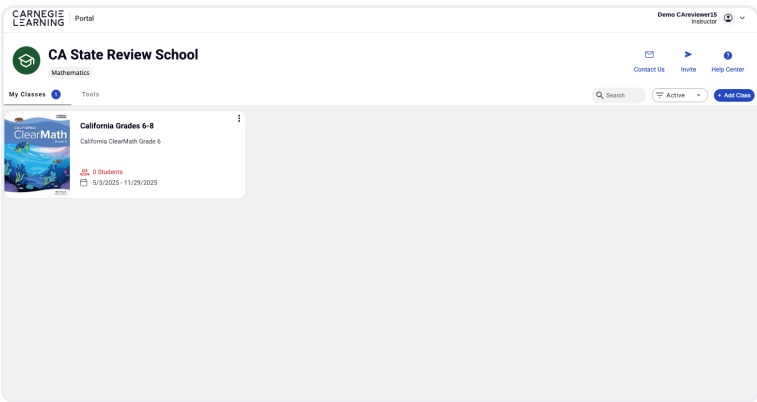 CARNEGIE
LEARNING
Portal
Demo CAreviewer15
Instructor
CA State Review School
Mathematics
Contact Us
Invite
Help Center
My Classes 1
Tools
Search
Active
+ Add Class
CALIFORNIA
ClearMath
Grade 6
California Grades 6-8
California ClearMath Grade 6
0 Students
5/3/2025 - 11/29/2025